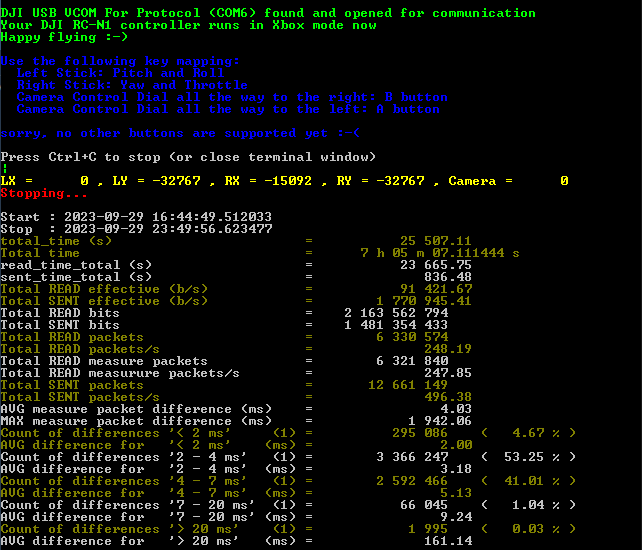 DJI USB VCOM For Protocol (COM6) found and opened for communication
Your DJI RC-N1 controller runs in Xbox mode now
Happy flying :->
Use the following key mapping:
Left Stick: Pitch and Roll
Right Stick: Yaw and Throttle
Camera Control Dial all the way to the right: B button
Camera Control Dial all the way to the left: A button
sorry, no other buttons are supported yet :-(
Press Ctrl+C to stop (or close terminal window)
LX = 0 , LY = -32767 , RX = -15092 , RY = -32767 , Camera = 0
Stopping...
Start : 2023-09-29 16:44:49.512033
Stop : 2023-09-29 23:49:56.623477
total_time (s) = 25 507.11
Total time = 7 h 05 m 07.111444 s
read_time_total (s) = 23 665.75
sent_time_total (s) = 836.48
Total READ effective (b/s) = 91 421.67
Total SENT effective (b/s) = 1 770 945.41
Total READ bits = 2 163 562 794
Total SENT bits = 1 481 354 433
Total READ packets = 6 330 574
Total READ packets/s = 248.19
Total READ measure packets = 6 321 840
Total READ measurure packets/s = 247.85
Total SENT packets = 12 661 149
Total SENT packets/s = 496.38
AVG measure packet difference (ms) = 4.03
MAX measure packet difference (ms) = 1 942.06
Count of differences '< 2 ms' (1) = 295 086 ( 4.67 % )
AVG difference for '< 2 ms' (ms) = 2.00
Count of differences '2 - 4 ms' (1) = 3 366 247 ( 53.25 % )
AVG difference for '2 - 4 ms' (ms) = 3.18
Count of differences '4 - 7 ms' (1) = 2 592 466 ( 41.01 % )
AVG difference for '4 - 7 ms' (ms) = 5.13
Count of differences '7 - 20 ms' (1) = 66 045 ( 1.04 % )
AVG difference for '7 - 20 ms' (ms) = 9.24
Count of differences '> 20 ms' (1) = 1 995 ( 0.03 % )
AVG difference for '> 20 ms' (ms) = 161.14